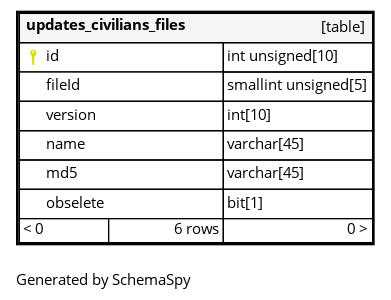 updates_civilians_files [table]
id int unsigned[10]
fileId smallint unsigned[5]
version int[10]
name varchar[45]
md5 varchar[45]
obselete bit[1]
< 0 6 rows 0 >
Generated by SchemaSpy